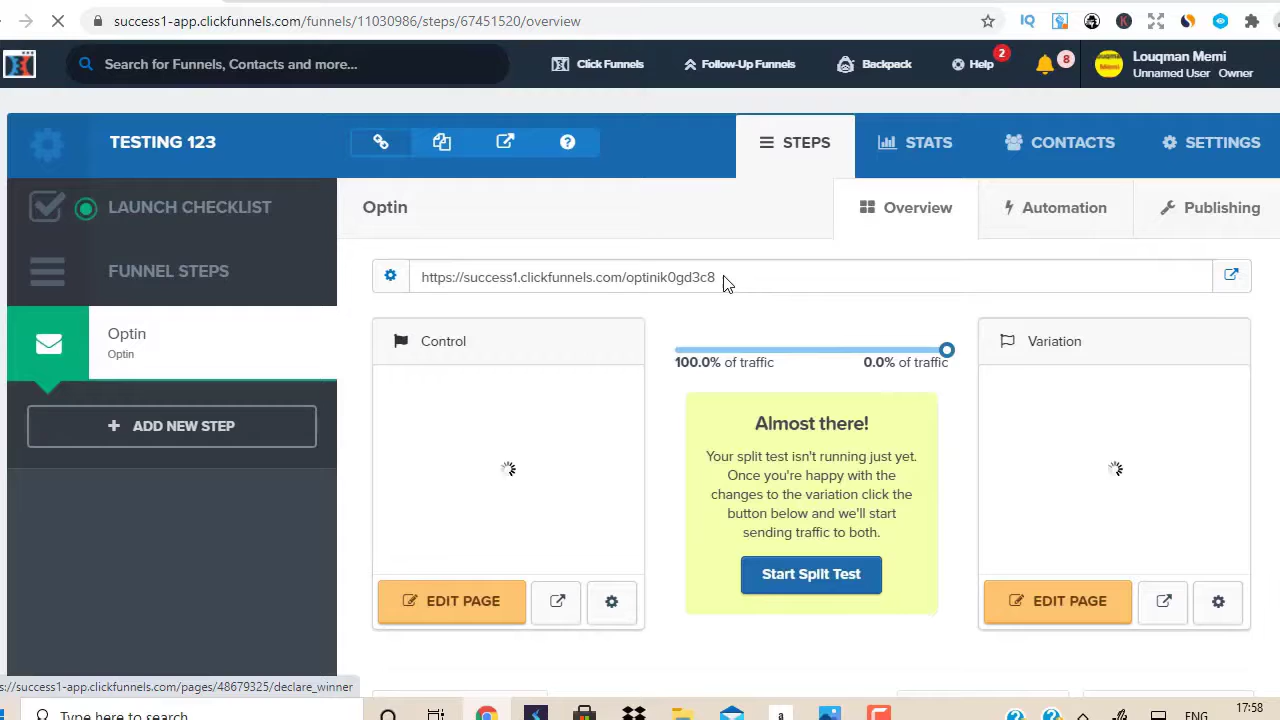 success1-app.clickfunnels.com/funnels/11030986/steps/67451520/overview
IQ
K
Search for Funnels, Contacts and more...
Click Funnels
Follow-Up Funnels
Backpack
Help
2
8
Louqman Memi
Unnamed User Owner
TESTING 123
STEPS
STATS
CONTACTS
SETTINGS
LAUNCH CHECKLIST
Optin
Overview
Automation
Publishing
FUNNEL STEPS
https://success1.clickfunnels.com/optinik0gd3c8
Optin
Optin
Control
100.0% of traffic
0.0% of traffic
Variation
ADD NEW STEP
Almost there!
Your split test isn't running just yet.
Once you're happy with the
changes to the variation click the
button below and we'll start
sending traffic to both.
Start Split Test
EDIT PAGE
EDIT PAGE
s://success1-app.clickfunnels.com/pages/48679325/declare_winner
Type here to search
a
ENG
17:58